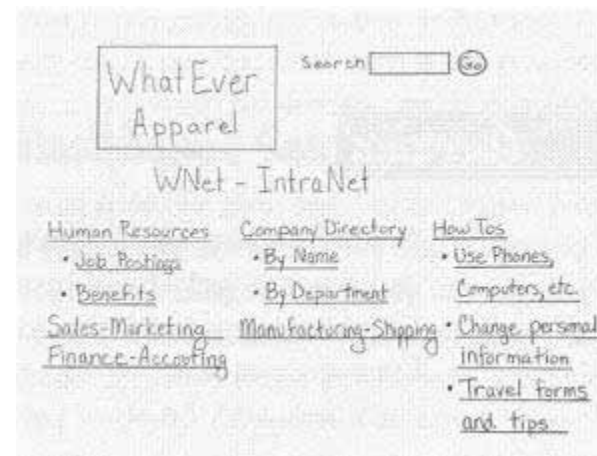 WhatEver
Apparel
Search
Go
WNet - IntraNet
Human Resources
• Job Postings
• Benefits
Sales-Marketing
Finance-Accouting
Company Directory
• By Name
• By Department
Manufacturing-Shpping
How Tos
• Use Phones,
Computers, etc.
• Change personal
information
• Travel forms
and tips